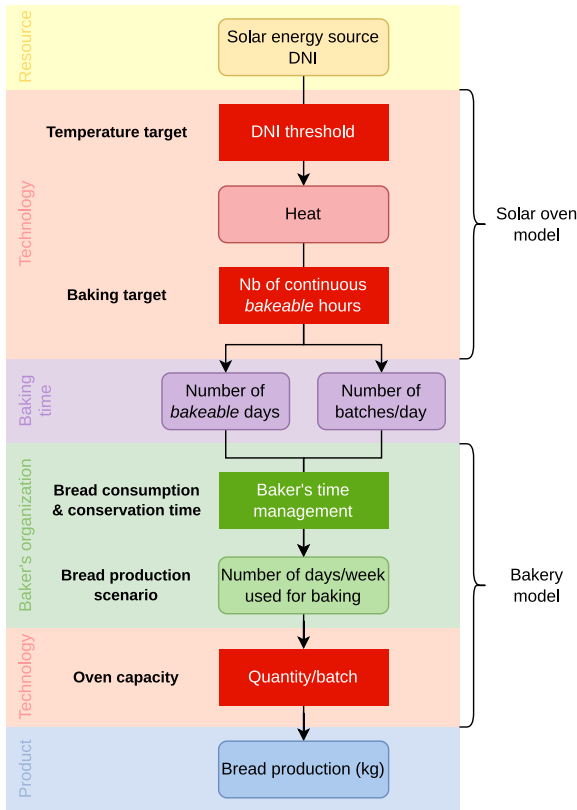 Resource
Solar energy source
DNI
Technology
Temperature target
DNI threshold
Heat
Baking target
Nb of continuous
bakeable
hours
Solar oven
model
Baking
time
Number of
bakeable days
Number of
batches/day
Baker's organization
Bread consumption
& conservation time
Baker's time
management
Bread production
scenario
Number of days/week
used for baking
Bakery
model
Technology
Oven capacity
Quantity/batch
Product
Bread production (kg)